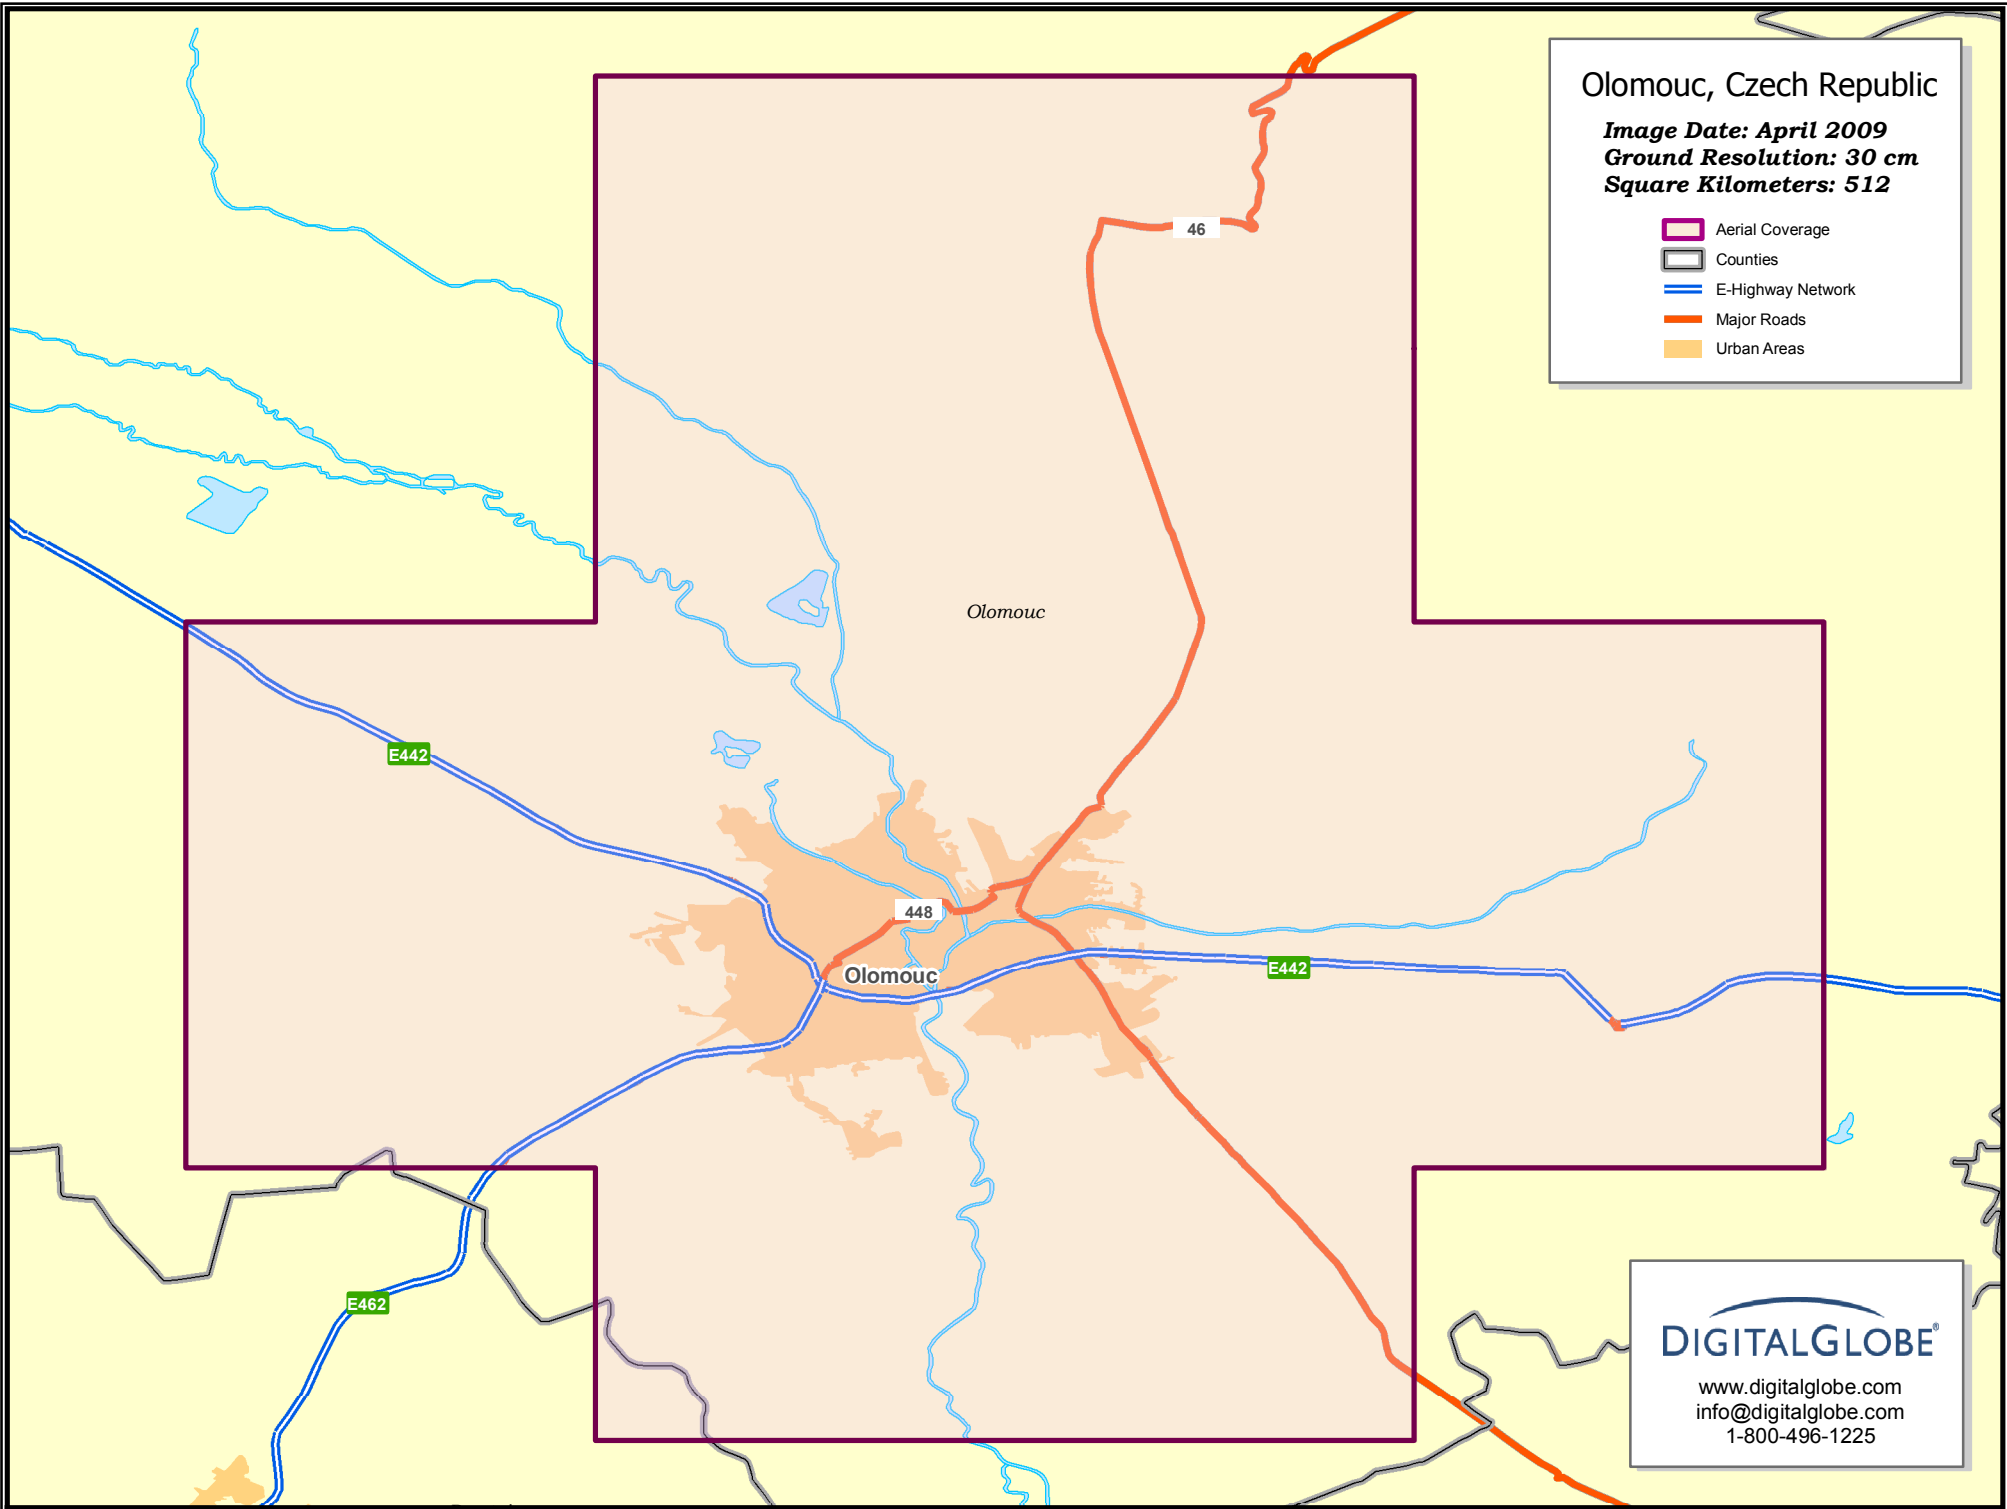 Olomouc, Czech Republic
Image Date: April 2009
Ground Resolution: 30 cm
Square Kilometers: 512
Aerial Coverage
Counties
E-Highway Network
Major Roads
Urban Areas
46
Olomouc
E442
448
Olomouc
E442
E462
DIGITALGLOBE®
www.digitalglobe.com
info@digitalglobe.com
1-800-496-1225